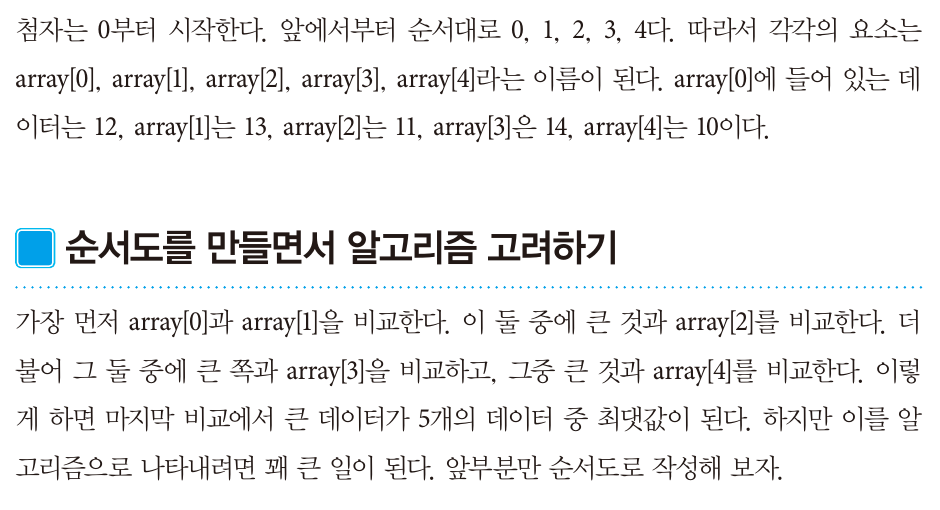 첨자는 0부터 시작한다. 앞에서부터 순서대로 0, 1, 2, 3, 4다. 따라서 각각의 요소는
array[0], array[1], array[2], array[3], array[4]라는 이름이 된다. array[0]에 들어 있는 데
이터는 12, array[1]는 13, array[2]는 11, array[3]은 14, array[4]는 10이다.
순서도를 만들면서 알고리즘 고려하기
가장 먼저 array[0]과 array[1]을 비교한다. 이 둘 중에 큰 것과 array[2]를 비교한다. 더
불어 그 둘 중에 큰 쪽과 array[3]을 비교하고, 그중 큰 것과 array[4]를 비교한다. 이렇
게 하면 마지막 비교에서 큰 데이터가 5개의 데이터 중 최댓값이 된다. 하지만 이를 알
고리즘으로 나타내려면 꽤 큰 일이 된다. 앞부분만 순서도로 작성해 보자.